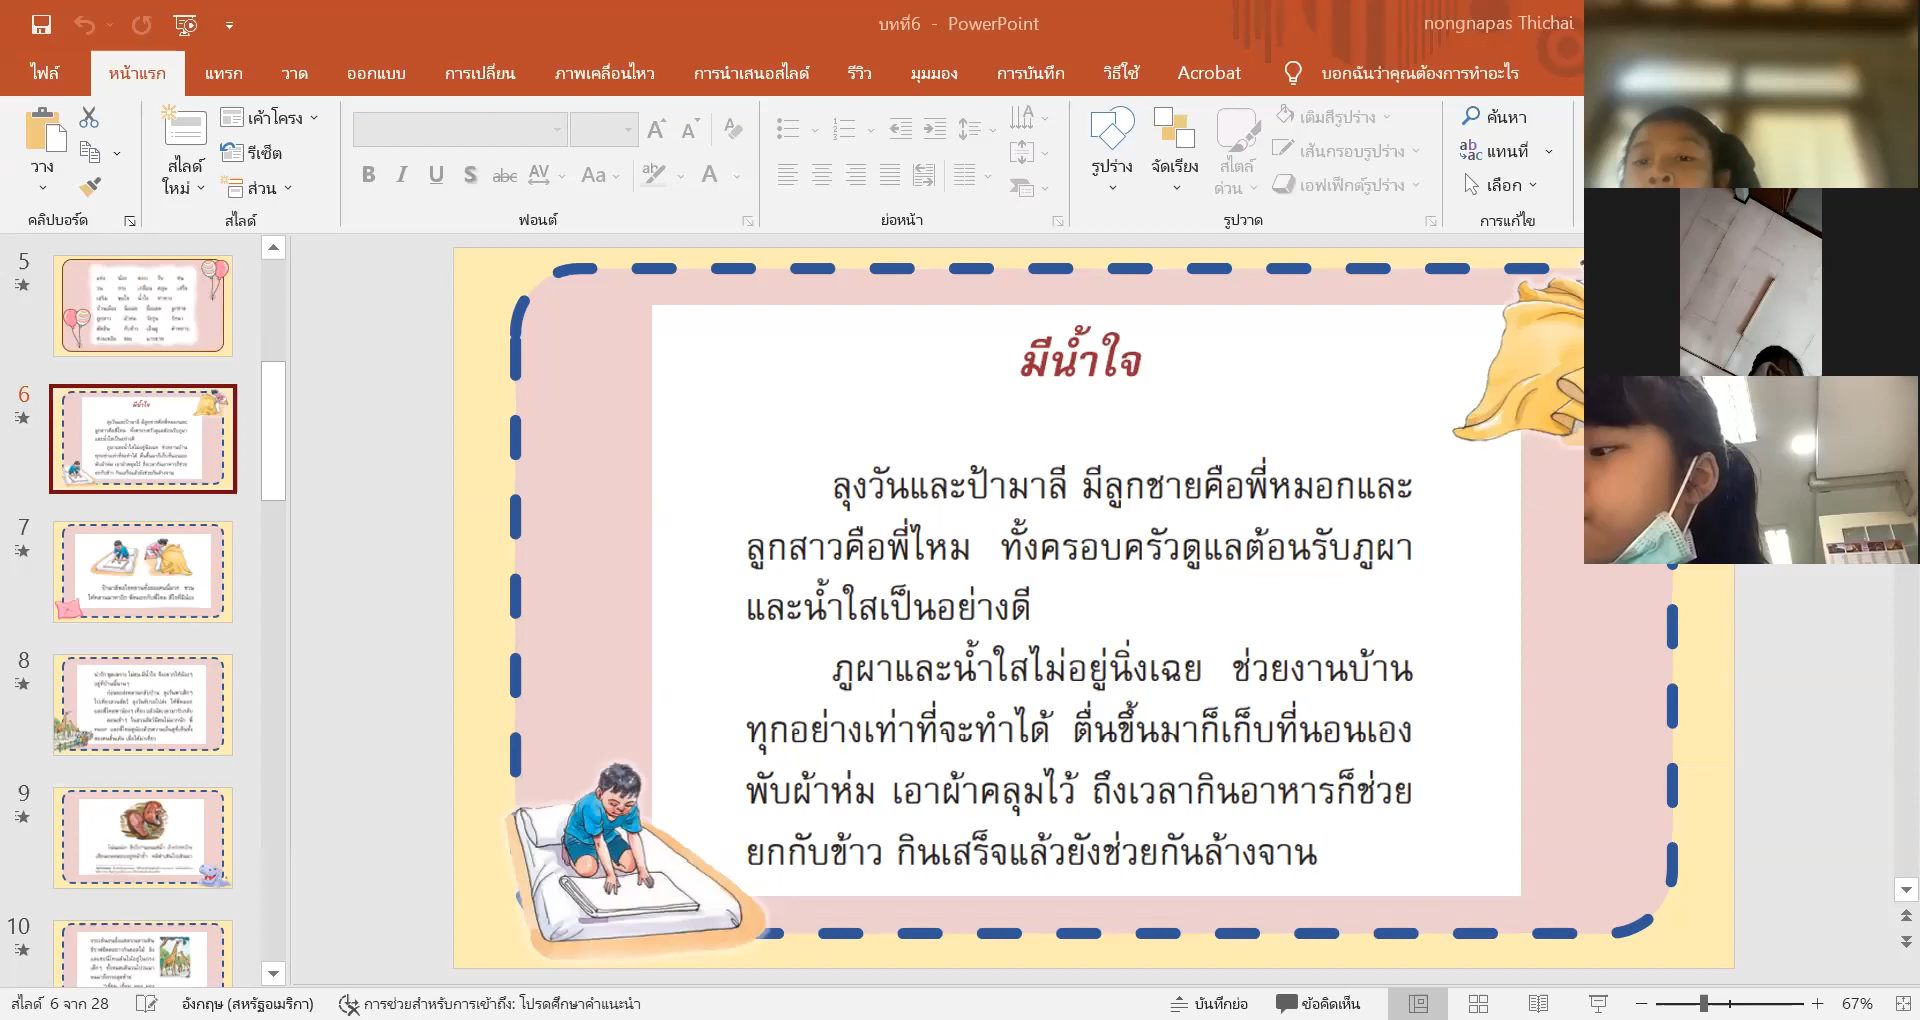 บทที่6 - PowerPoint
nongnapas Thichai
ไฟล์
หน้าแรก
แทรก
วาด
ออกแบบ
การเปลี่ยน
ภาพเคลื่อนไหว
การนำเสนอสไลด์
รีวิว
มุมมอง
การบันทึก
วิธีใช้
Acrobat
บอกฉันว่าคุณต้องการทำอะไร
วาง
คลิปบอร์ด
สไลด์
ใหม่
เค้าโครง
รีเซ็ต
ส่วน
สไลด์
ฟอนต์
ย่อหน้า
รูปร่าง
จัดเรียง
สไตล์
ด่วน
เติมสีรูปร่าง
เส้นกรอบรูปร่าง
เอฟเฟ็กต์รูปร่าง
รูปวาด
ค้นหา
แทนที่
เลือก
การแก้ไข
5
6
7
8
9
10
มีน้ำใจ
ลุงวันและป้ามาลี มีลูกชายคือพี่หมอกและ
ลูกสาวคือพี่ไหม ทั้งครอบครัวดูแลต้อนรับภูผา
และน้ำใสเป็นอย่างดี
ภูผาและน้ำใสไม่อยู่นิ่งเฉย ช่วยงานบ้าน
ทุกอย่างเท่าที่จะทำได้ ตื่นขึ้นมาก็เก็บที่นอนเอง
พับผ้าห่ม เอาผ้าคลุมไว้ ถึงเวลากินอาหารก็ช่วย
ยกกับข้าว กินเสร็จแล้วยังช่วยกันล้างจาน
สไลด์ 6 จาก 28
อังกฤษ (สหรัฐอเมริกา)
การช่วยสำหรับการเข้าถึง: โปรดศึกษาคำแนะนำ
บันทึกย่อ
ข้อคิดเห็น
67%